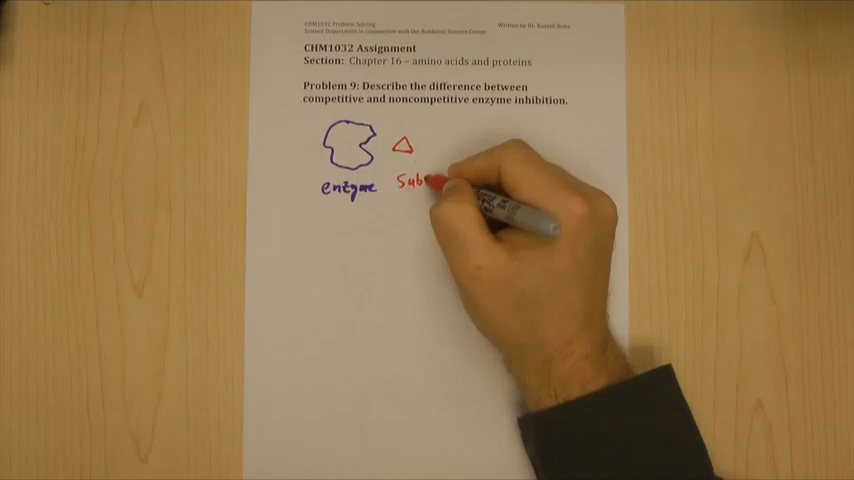 CHM1032 Problem Solving
Written by Dr. Russell Betts
Science Department in conjunction with the Academic Success Center
CHM1032 Assignment
Section: Chapter 16 – amino acids and proteins
Problem 9: Describe the difference between
competitive and noncompetitive enzyme inhibition.
enzyme Sub